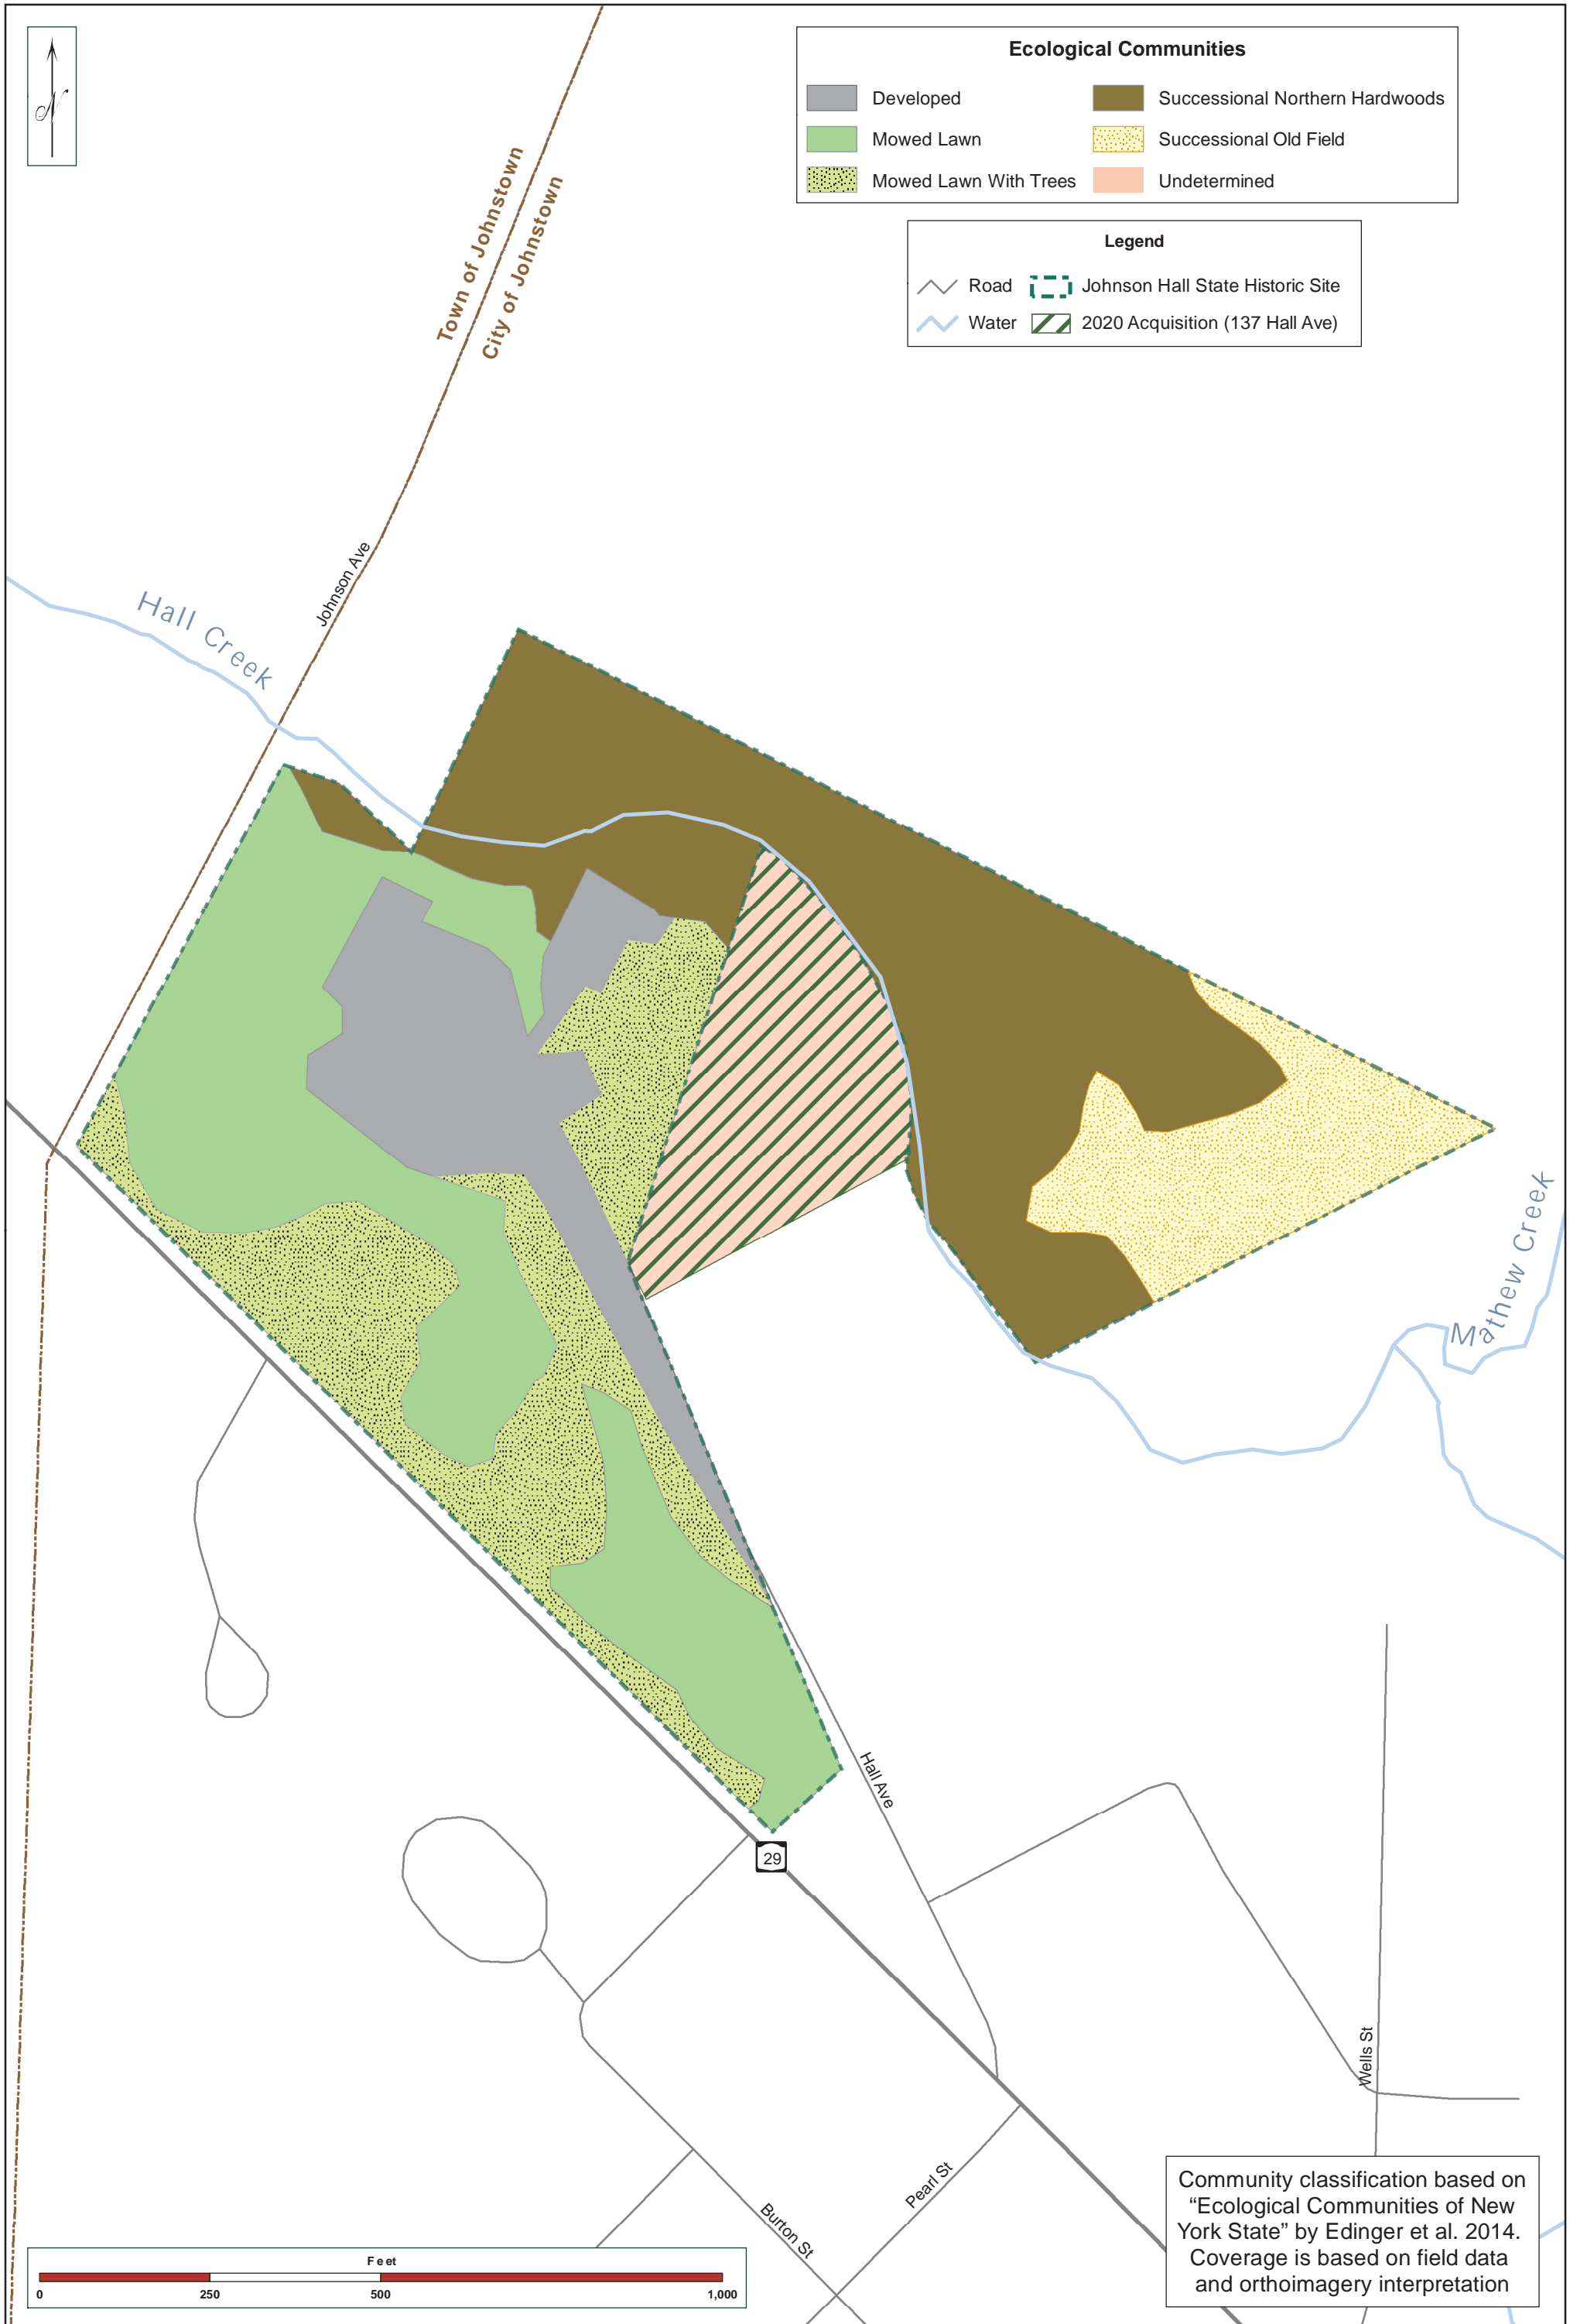 N
Ecological Communities
Developed
Successional Northern Hardwoods
Mowed Lawn
Successional Old Field
Mowed Lawn With Trees
Undetermined
Legend
Road
Johnson Hall State Historic Site
Water
2020 Acquisition (137 Hall Ave)
Town of Johnstown
City of Johnstown
Johnson Ave
Hall Creek
Mathew Creek
Hall Ave
29
Wells St
Pearl St
Burton St
Community classification based on
“Ecological Communities of New
York State” by Edinger et al. 2014.
Coverage is based on field data
and orthoimagery interpretation
Feet
0 250 500 1,000